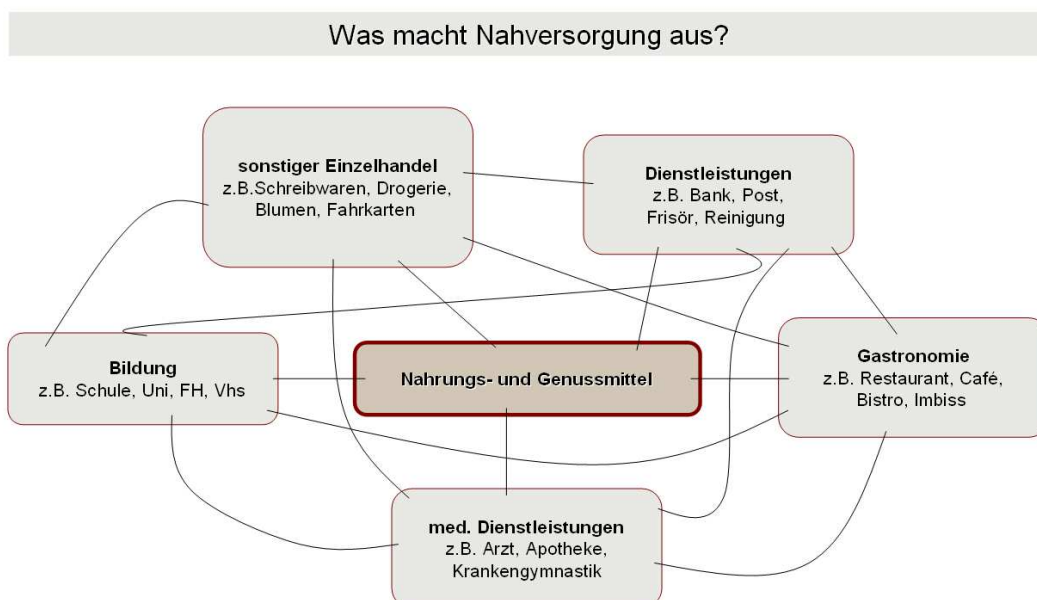 Was macht Nahversorgung aus?
sonstiger Einzelhandel
z.B.Schreibwaren, Drogerie,
Blumen, Fahrkarten
Dienstleistungen
z.B. Bank, Post,
Frisör, Reinigung
Bildung
z.B. Schule, Uni, FH, Vhs
Nahrungs- und Genussmittel
Gastronomie
z.B. Restaurant, Café,
Bistro, Imbiss
med. Dienstleistungen
z.B. Arzt, Apotheke,
Krankengymnastik